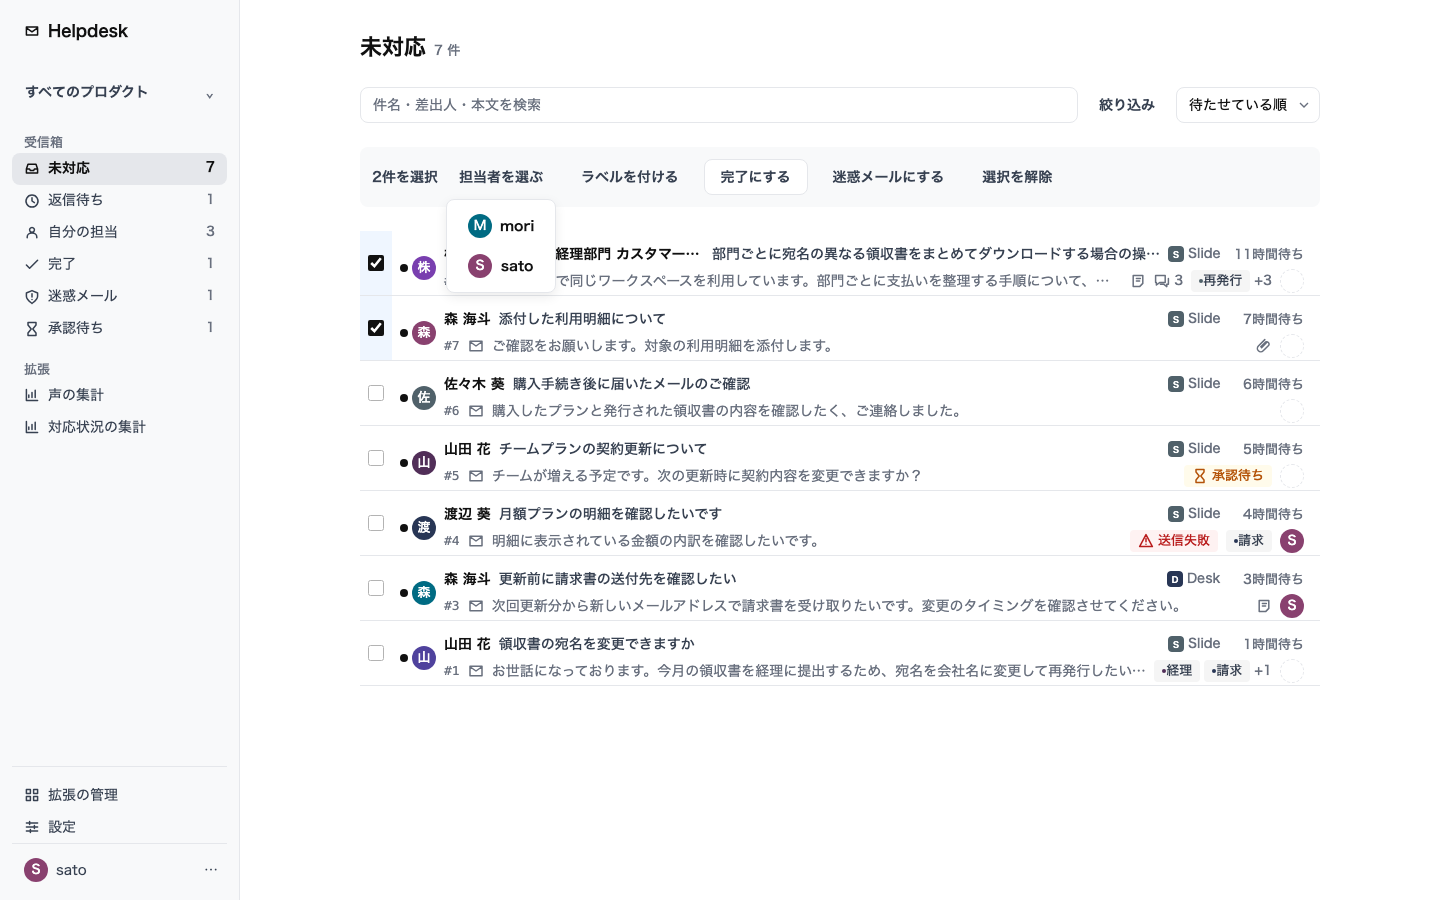 Helpdesk
すべてのプロダクト
受信箱
未対応 7
返信待ち 1
自分の担当 3
完了 1
迷惑メール 1
承認待ち 1
拡張
声の集計
対応状況の集計
拡張の管理
設定
S sato …
未対応 7 件
件名・差出人・本文を検索 絞り込み 待たせている順
2件を選択 担当者を選ぶ ラベルを付ける 完了にする 迷惑メールにする 選択を解除
M mori
S sato
株 経理部門 カスタマー… 部門ごとに宛名の異なる領収書をまとめてダウンロードする場合の操… S Slide 11時間待ち
で同じワークスペースを利用しています。部門ごとに支払いを整理する手順について、… 3 •再発行 +3
森 森 海斗 添付した利用明細について S Slide 7時間待ち
#7 ご確認をお願いします。対象の利用明細を添付します。
佐 佐々木 葵 購入手続き後に届いたメールのご確認 S Slide 6時間待ち
#6 購入したプランと発行された領収書の内容を確認したく、ご連絡しました。
山 山田 花 チームプランの契約更新について S Slide 5時間待ち
#5 チームが増える予定です。次の更新時に契約内容を変更できますか？ 承認待ち
渡 渡辺 葵 月額プランの明細を確認したいです S Slide 4時間待ち
#4 明細に表示されている金額の内訳を確認したいです。 送信失敗 •請求 S
森 森 海斗 更新前に請求書の送付先を確認したい D Desk 3時間待ち
#3 次回更新分から新しいメールアドレスで請求書を受け取りたいです。変更のタイミングを確認させてください。 S
山 山田 花 領収書の宛名を変更できますか S Slide 1時間待ち
#1 お世話になっております。今月の領収書を経理に提出するため、宛名を会社名に変更して再発行したい… •経理 •請求 +1